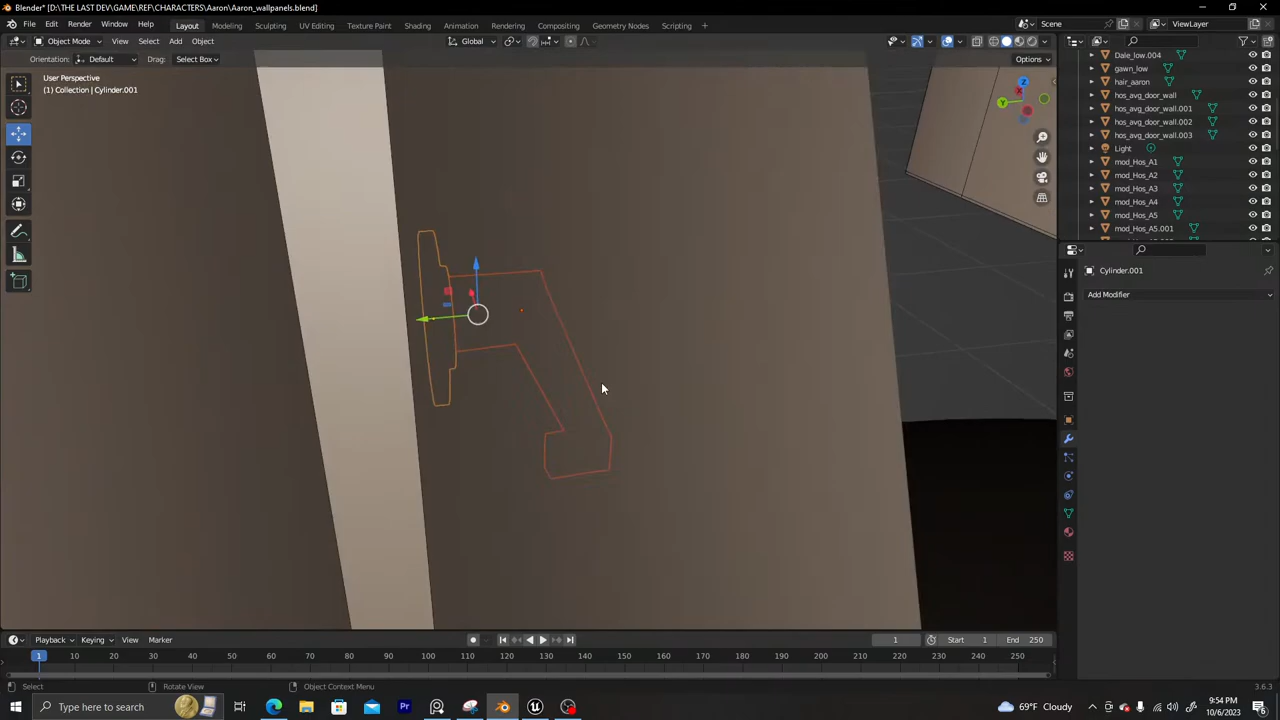 Blender* [D:\THE LAST DEV\GAME\REF\CHARACTERS\Aaron\Aaron_wallpanels.blend]
File Edit Render Window Help Layout Modeling Sculpting UV Editing Texture Paint Shading Animation Rendering Compositing Geometry Nodes Scripting + Scene ViewLayer
Object Mode View Select Add Object Global
Orientation: Default Drag: Select Box Options
User Perspective
(1) Collection | Cylinder.001
Z
Y
X
Dale_low.004
gawn_low
hair_aaron
hos_avg_door_wall
hos_avg_door_wall.001
hos_avg_door_wall.002
hos_avg_door_wall.003
Light
mod_Hos_A1
mod_Hos_A2
mod_Hos_A3
mod_Hos_A4
mod_Hos_A5
mod_Hos_A5.001
Cylinder.001
Add Modifier
Playback Keying View Marker 1 Start 1 End 250
1 10 20 30 40 50 60 70 80 90 100 110 120 130 140 150 160 170 180 190 200 210 220 230 240 250
Select Rotate View Object Context Menu 3.6.3
Type here to search Pr 69°F Cloudy 9:54 PM
10/6/2023